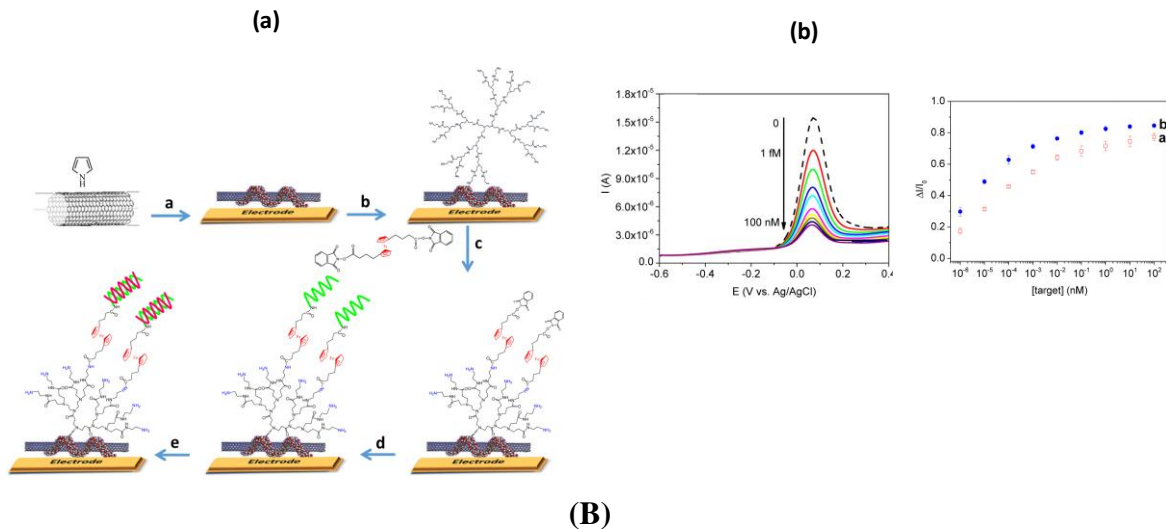 (a)
(b)
N
H
a
Electrode
b
Electrode
c
Electrode
d
Electrode
e
Electrode
1.8x10⁻⁵
1.5x10⁻⁵
1.2x10⁻⁵
9.0x10⁻⁶
6.0x10⁻⁶
3.0x10⁻⁶
0.0
0
1 fM
100 nM
I (A)
-0.6 -0.4 -0.2 0.0 0.2 0.4
E (V vs. Ag/AgCl)
1.0
0.8
0.6
0.4
0.2
0.0
b
a
ΔI/I₀
10⁻⁶ 10⁻⁵ 10⁻⁴ 10⁻³ 10⁻² 10⁻¹ 10⁰ 10¹ 10²
[target] (nM)
(B)